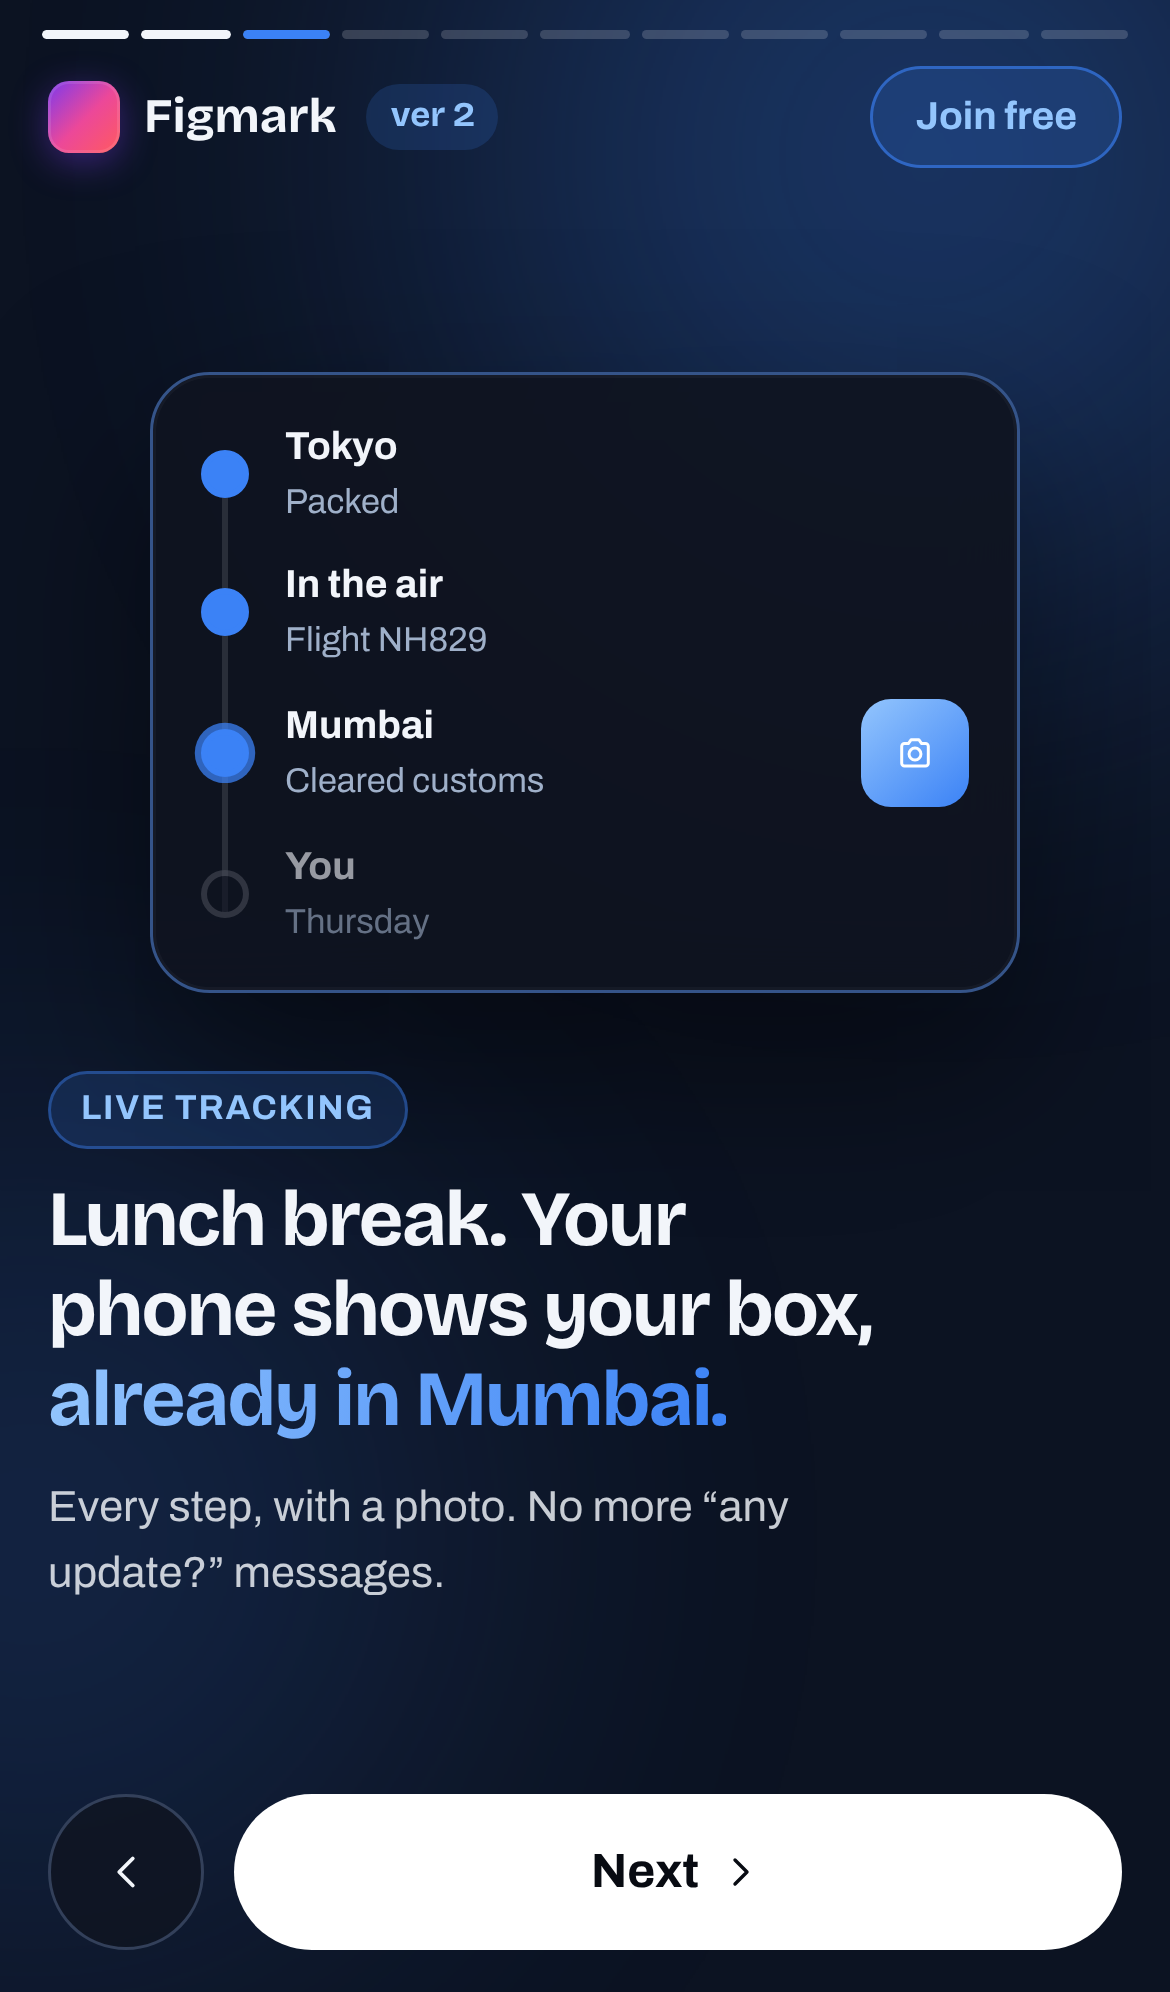 Figmark
ver 2
Join free
Tokyo
Packed
In the air
Flight NH829
Mumbai
Cleared customs
You
Thursday
LIVE TRACKING
Lunch break. Your
phone shows your box,
already in Mumbai.
Every step, with a photo. No more “any
update?” messages.
Next